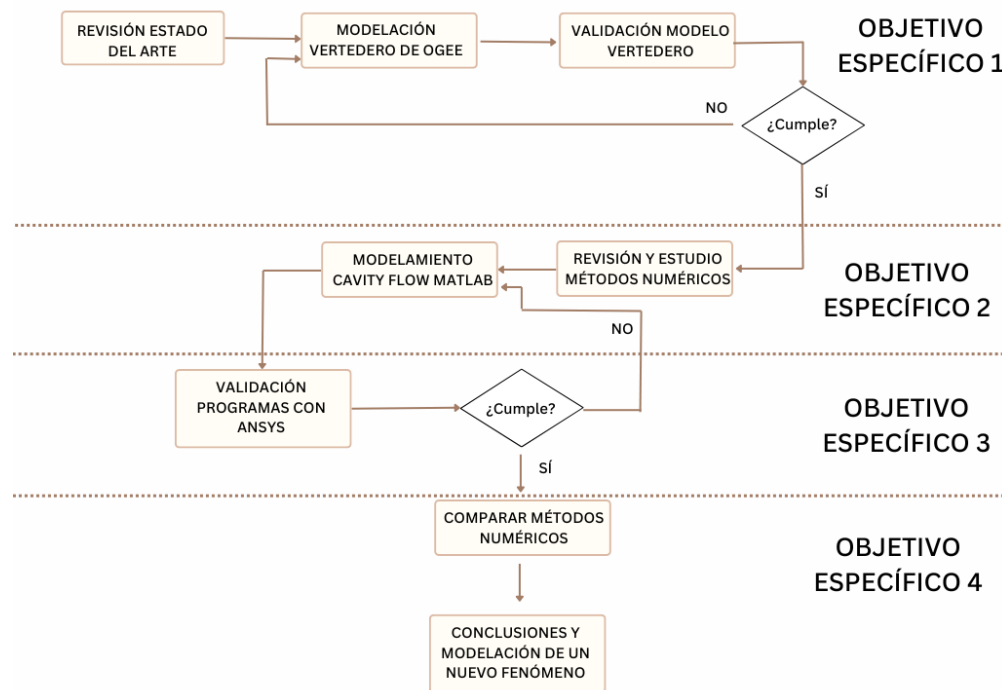 REVISIÓN ESTADO
DEL ARTE
MODELACIÓN
VERTEDERO DE OGEE
VALIDACIÓN MODELO
VERTEDERO
OBJETIVO
ESPECÍFICO 1
NO
¿Cumple?
SÍ
MODELAMIENTO
CAVITY FLOW MATLAB
REVISIÓN Y ESTUDIO
MÉTODOS NUMÉRICOS
OBJETIVO
ESPECÍFICO 2
NO
VALIDACIÓN
PROGRAMAS CON
ANSYS
¿Cumple?
OBJETIVO
ESPECÍFICO 3
SÍ
COMPARAR MÉTODOS
NUMÉRICOS
OBJETIVO
ESPECÍFICO 4
CONCLUSIONES Y
MODELACIÓN DE UN
NUEVO FENÓMENO